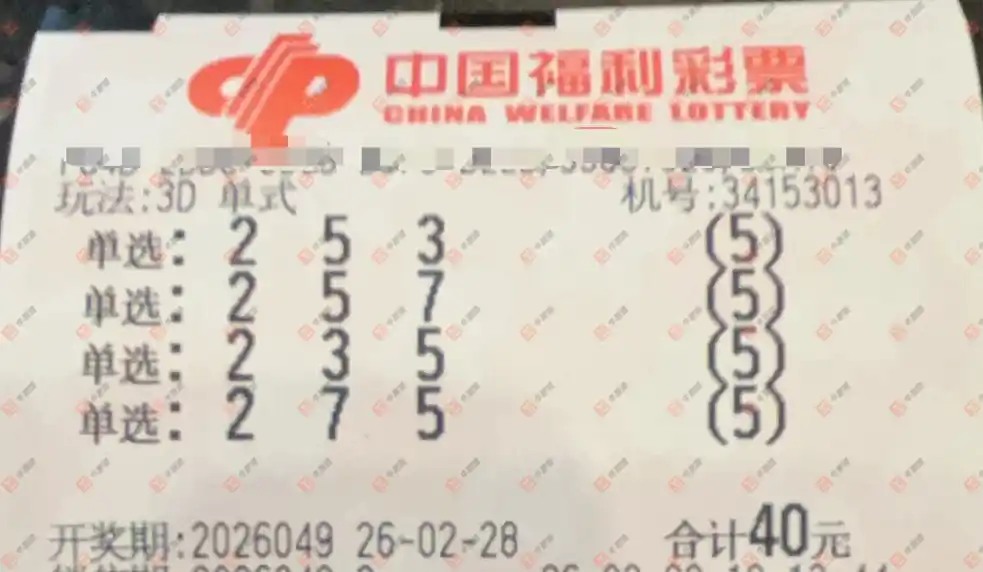 中国福利彩票
CHINA WELFARE LOTTERY
玩法:3D 单式 机号:34153013
单选: 2 5 3 (5)
单选: 2 5 7 (5)
单选: 2 3 5 (5)
单选: 2 7 5 (5)
开奖期:2026049 26-02-28 合计40元